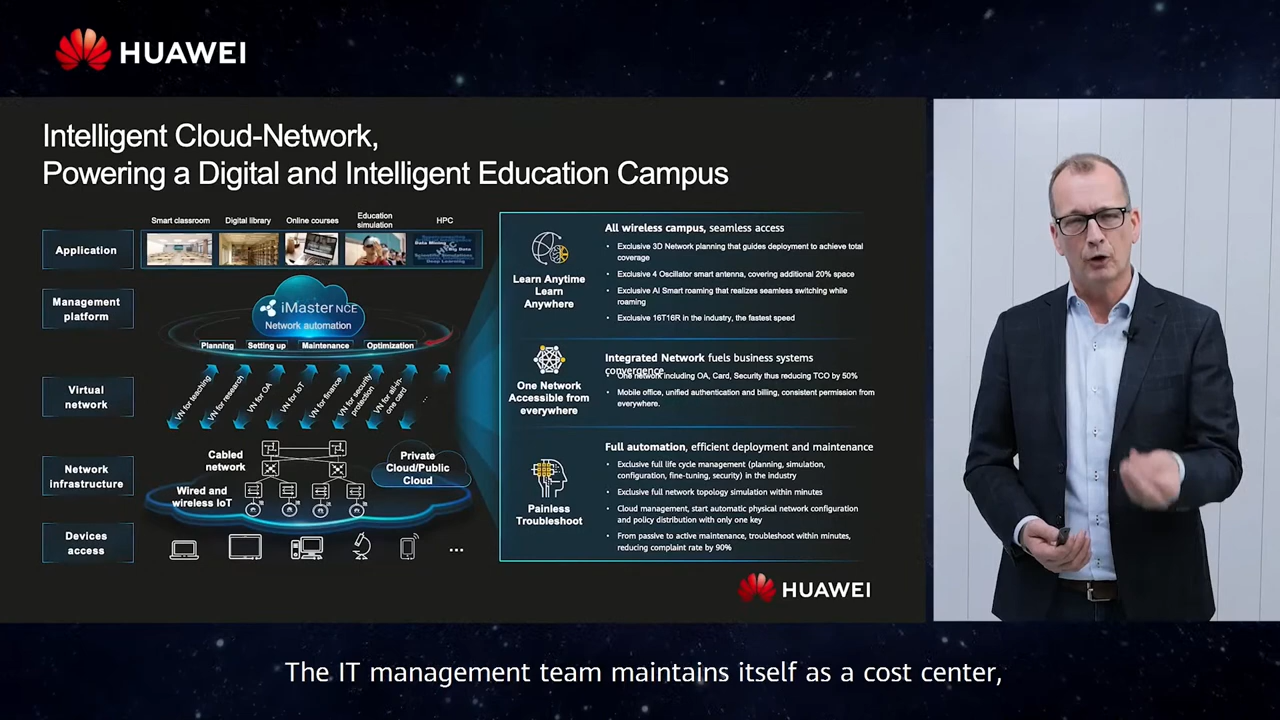 HUAWEI
Intelligent Cloud-Network,
Powering a Digital and Intelligent Education Campus
Application
Smart classroom
Digital library
Online courses
Education
simulation
HPC
Data Mining
Big Data
HPC
Deep Learning
Management
platform
iMaster NCE
Network automation
Planning
Setting up
Maintenance
Optimization
Virtual
network
VN for teaching
VN for research
VN for OA
VN for IoT
VN for finance
VN for security
protection
VN for all-in-
one card
...
Network
infrastructure
Cabled
network
Wired and
wireless IoT
Private
Cloud/Public
Cloud
Devices
access
...
Learn Anytime
Learn
Anywhere
All wireless campus, seamless access
• Exclusive 3D Network planning that guides deployment to achieve total
coverage
• Exclusive 4 Oscillator smart antenna, covering additional 20% space
• Exclusive AI Smart roaming that realizes seamless switching while
roaming
• Exclusive 16T16R in the industry, the fastest speed
One Network
Accessible from
everywhere
Integrated Network fuels business systems
convergence
• One network including OA, Card, Security thus reducing TCO by 50%
• Mobile office, unified authentication and billing, consistent permission from
everywhere.
Painless
Troubleshoot
Full automation, efficient deployment and maintenance
• Exclusive full life cycle management (planning, simulation,
configuration, fine-tuning, security) in the industry
• Exclusive full network topology simulation within minutes
• Cloud management, start automatic physical network configuration
and policy distribution with only one key
• From passive to active maintenance, troubleshoot within minutes,
reducing complaint rate by 90%
HUAWEI
The IT management team maintains itself as a cost center,